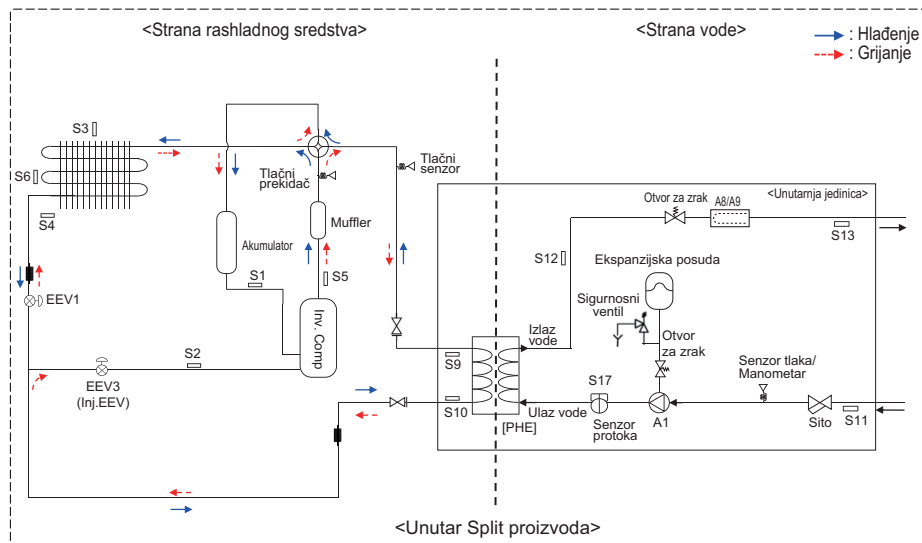 <Strana rashladnog sredstva>
<Strana vode>
: Hlađenje
: Grijanje
S3
S6
S4
Tlačni
prekidač
Tlačni
senzor
Muffler
Akumulator
S1
S5
EEV1
Inv. Comp
S2
EEV3
(Inj.EEV)
<Unutarnja jedinica>
Otvor za zrak
A8/A9
S13
S12
Ekspanzijska posuda
Sigurnosni
ventil
Izlaz
vode
Otvor
za zrak
S9
S10
S17
Senzor tlaka/
Manometar
Ulaz vode
[PHE]
Senzor
protoka
A1
Sito
S11
<Unutar Split proizvoda>